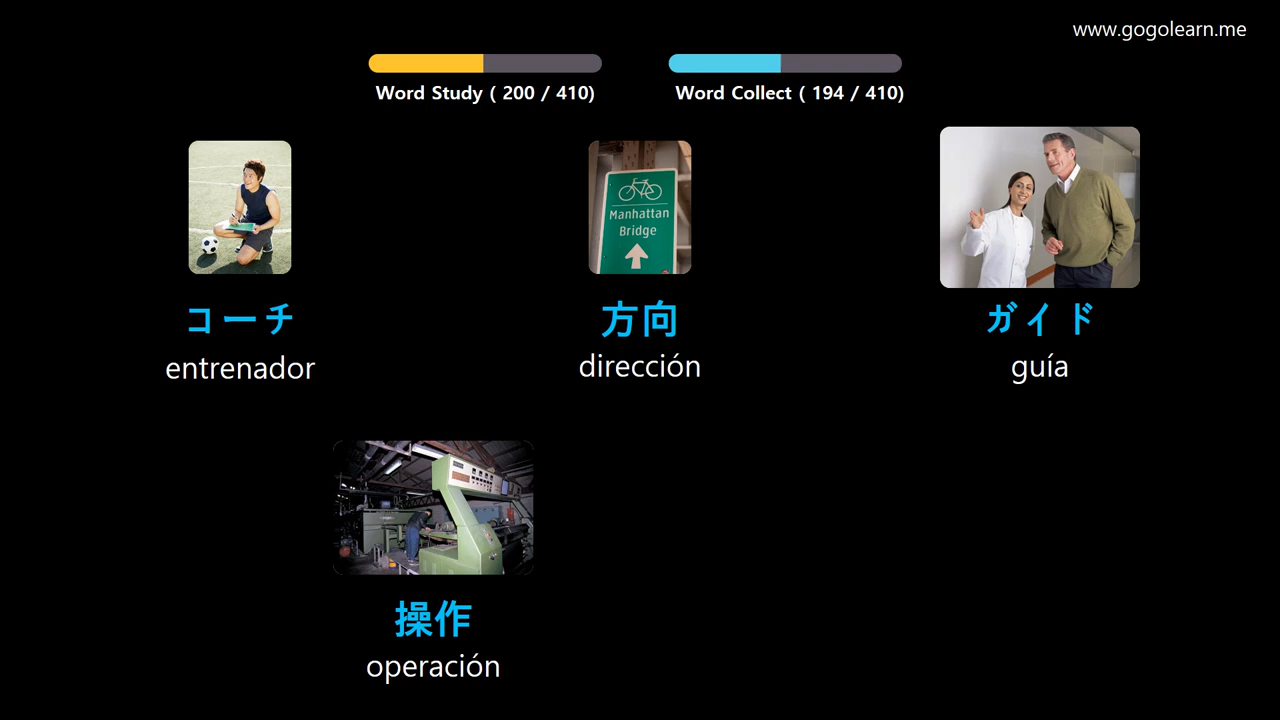 www.gogolearn.me
Word Study ( 200 / 410)
Word Collect ( 194 / 410)
Manhattan
Bridge
コーチ
方向
ガイド
entrenador
dirección
guía
操作
operación